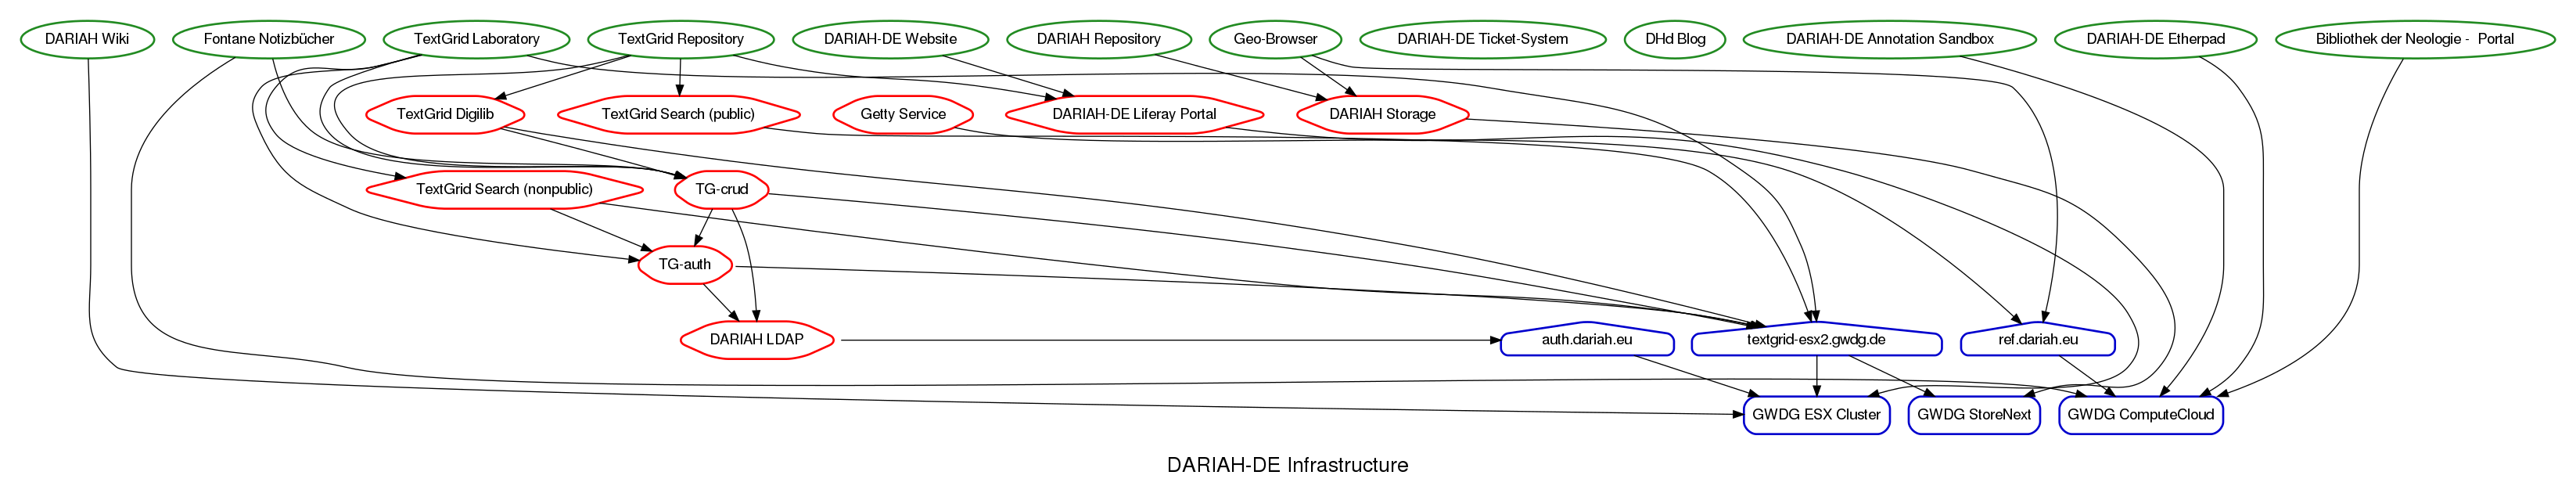 DARIAH Wiki
Fontane Notizbücher
TextGrid Laboratory
TextGrid Repository
DARIAH-DE Website
DARIAH Repository
Geo-Browser
DARIAH-DE Ticket-System
DHd Blog
DARIAH-DE Annotation Sandbox
DARIAH-DE Etherpad
Bibliothek der Neologie - Portal
TextGrid Digilib
TextGrid Search (public)
Getty Service
DARIAH-DE Liferay Portal
DARIAH Storage
TextGrid Search (nonpublic)
TG-crud
TG-auth
DARIAH LDAP
auth.dariah.eu
textgrid-esx2.gwdg.de
ref.dariah.eu
GWDG ESX Cluster
GWDG StoreNext
GWDG ComputeCloud
DARIAH-DE Infrastructure